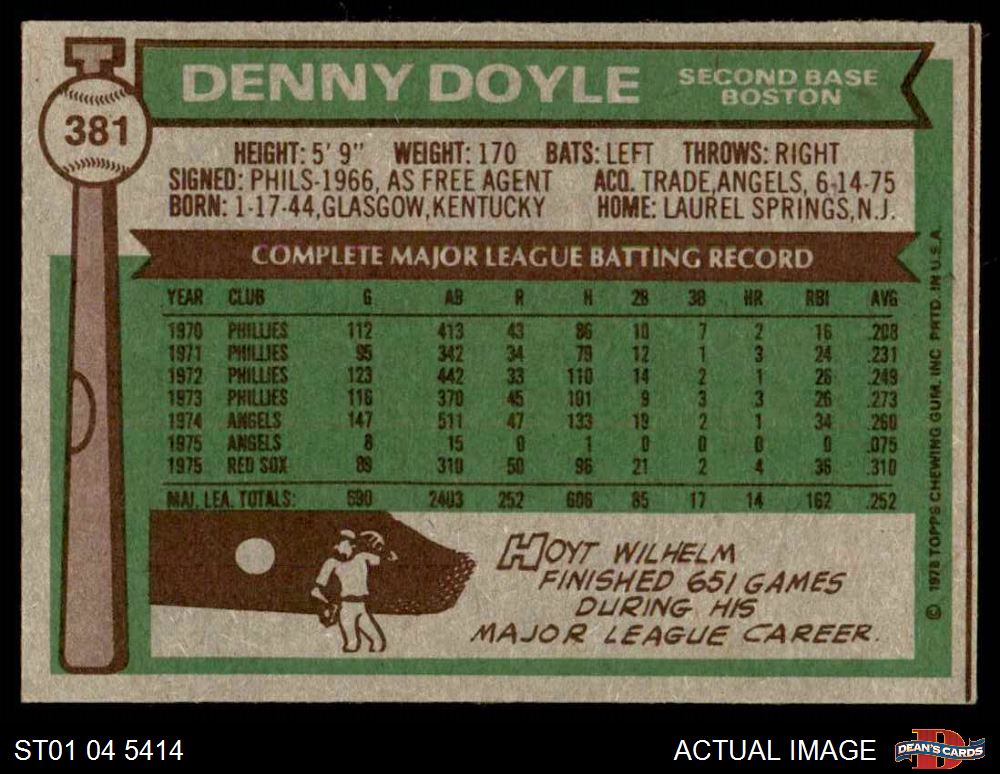 DENNY DOYLE
SECOND BASE
BOSTON
381
HEIGHT: 5' 9" WEIGHT: 170 BATS: LEFT THROWS: RIGHT
SIGNED: PHILS-1966, AS FREE AGENT ACQ. TRADE, ANGELS, 6-14-75
BORN: 1-17-44, GLASGOW, KENTUCKY HOME: LAUREL SPRINGS, N.J.
COMPLETE MAJOR LEAGUE BATTING RECORD
YEAR CLUB G AB R H 2B 3B HR RBI AVG
1970 PHILLIES 112 413 43 86 10 7 2 16 .208
1971 PHILLIES 95 342 34 79 12 1 3 24 .231
1972 PHILLIES 123 442 33 110 14 2 1 26 .249
1973 PHILLIES 116 370 45 101 9 3 3 26 .273
1974 ANGELS 147 511 47 133 19 2 1 34 .260
1975 ANGELS 8 15 0 1 0 0 0 0 .075
1975 RED SOX 89 310 50 96 21 2 4 36 .310
MAJ. LEA. TOTALS: 690 2403 252 606 85 17 14 162 .252
HOYT WILHELM
FINISHED 651 GAMES
DURING HIS
MAJOR LEAGUE CAREER.
© 1976 TOPPS CHEWING GUM, INC. PRTD. IN U.S.A.
ST01 04 5414
ACTUAL IMAGE
DEAN'S CARDS